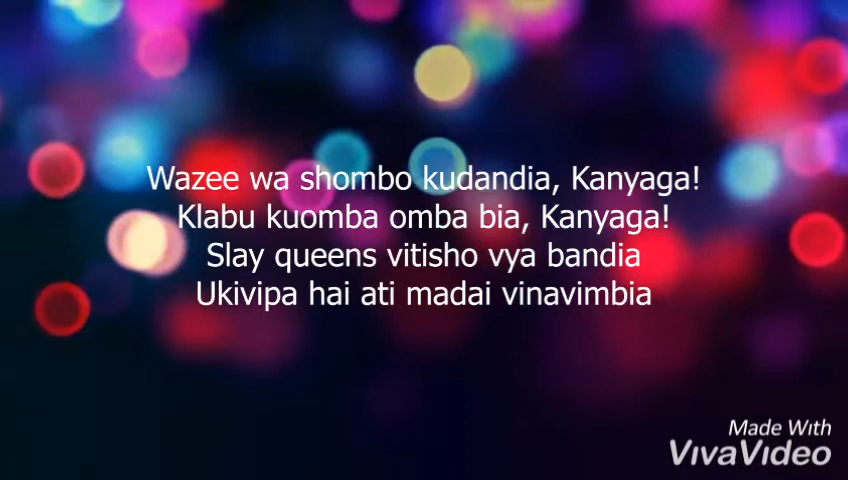 Wazee wa shombo kudandia, Kanyaga!
Klabu kuomba omba bia, Kanyaga!
Slay queens vitisho vya bandia
Ukivipa hai ati madai vinavimbia
Made With
VivaVideo